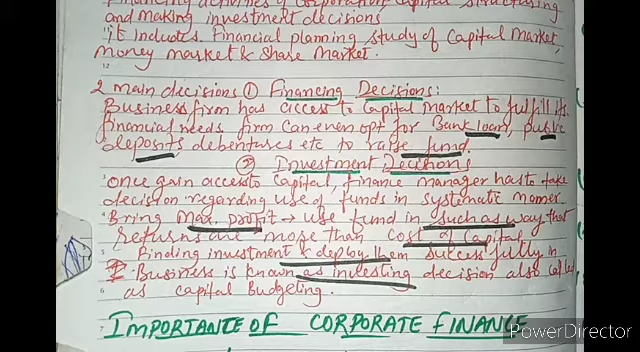 Financing activities of Corporation Capital Structuring
and making investment decisions
it includes Financial planning study of Capital Market,
money market & Share Market.
2 main decisions ① Financing Decisions:
Business firm has access to Capital market to fulfill its
financial needs firm can even opt for Bank loan, public
deposits debentures etc to raise fund.
② Investment Decisions
once gain access to Capital, finance manager has to take
decision regarding use of funds in systematic manner.
Bring Max. profit → use fund in such as way that
returns are more than cost of Capital
Finding investment & deploy them successfully in
Business is known as investing decision also
as capital Budgeting.
IMPORTANCE OF CORPORATE FINANCE
PowerDirector